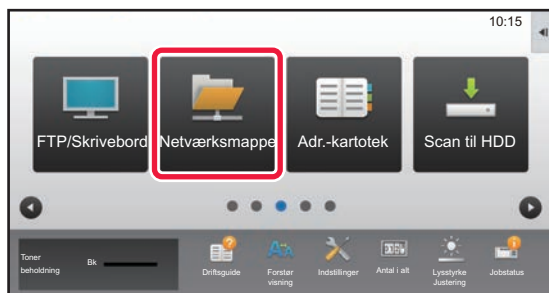 10:15
FTP/Skrivebord
Netværksmappe
Adr.-kartotek
Scan til HDD
Toner
beholdning
Bk
Driftsguide
Forstør
visning
Indstillinger
Antal i alt
Lysstyrke
Justering
Jobstatus